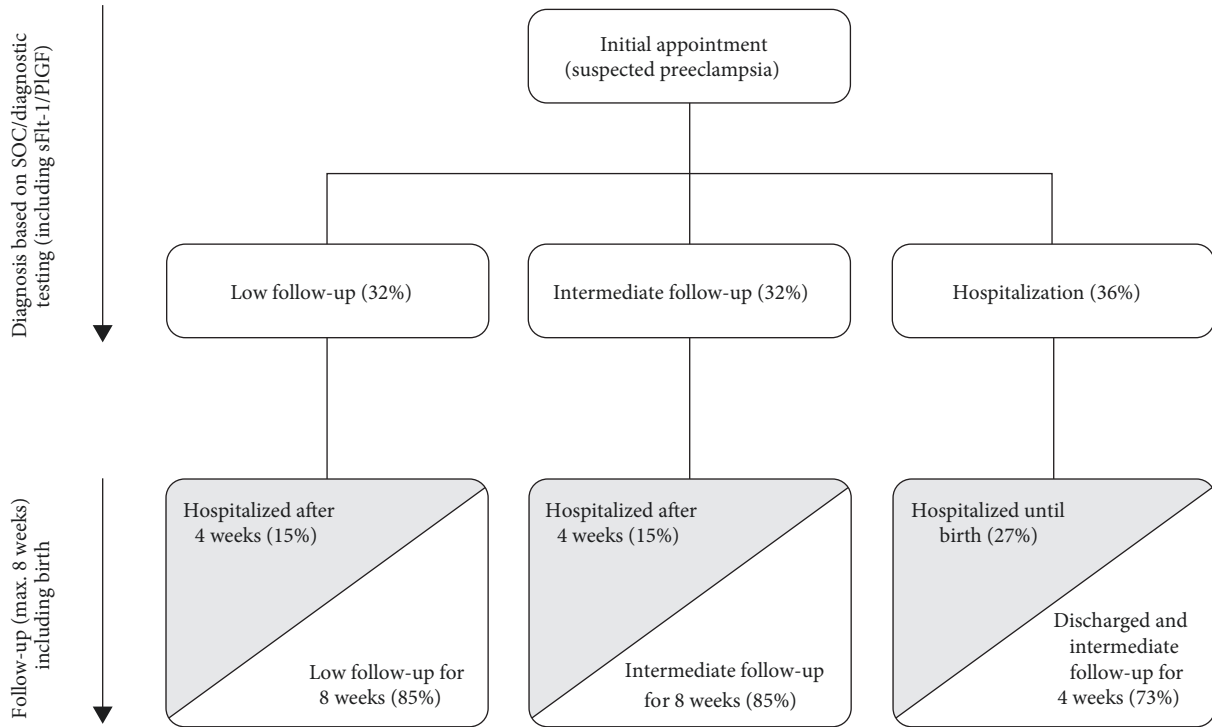 Diagnosis based on SOC/diagnostic
testing (including sFlt-1/PlGF)
Initial appointment
(suspected preeclampsia)
Low follow-up (32%)
Intermediate follow-up (32%)
Hospitalization (36%)
Follow-up (max. 8 weeks)
including birth
Hospitalized after
4 weeks (15%)
Low follow-up for
8 weeks (85%)
Hospitalized after
4 weeks (15%)
Intermediate follow-up
for 8 weeks (85%)
Hospitalized until
birth (27%)
Discharged and
intermediate
follow-up for
4 weeks (73%)